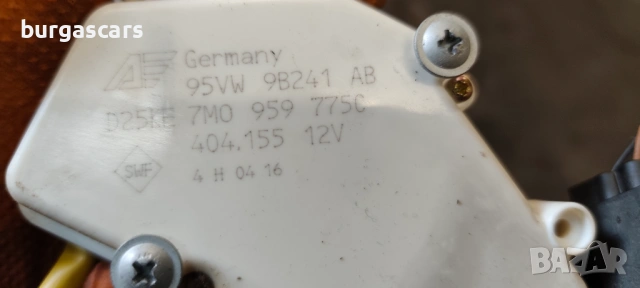 burgascars
Germany
95VW 9B241 AB
D25KE 7M0 959 775C
404.155 12V
SWF 4 H 04 16
BAZAR